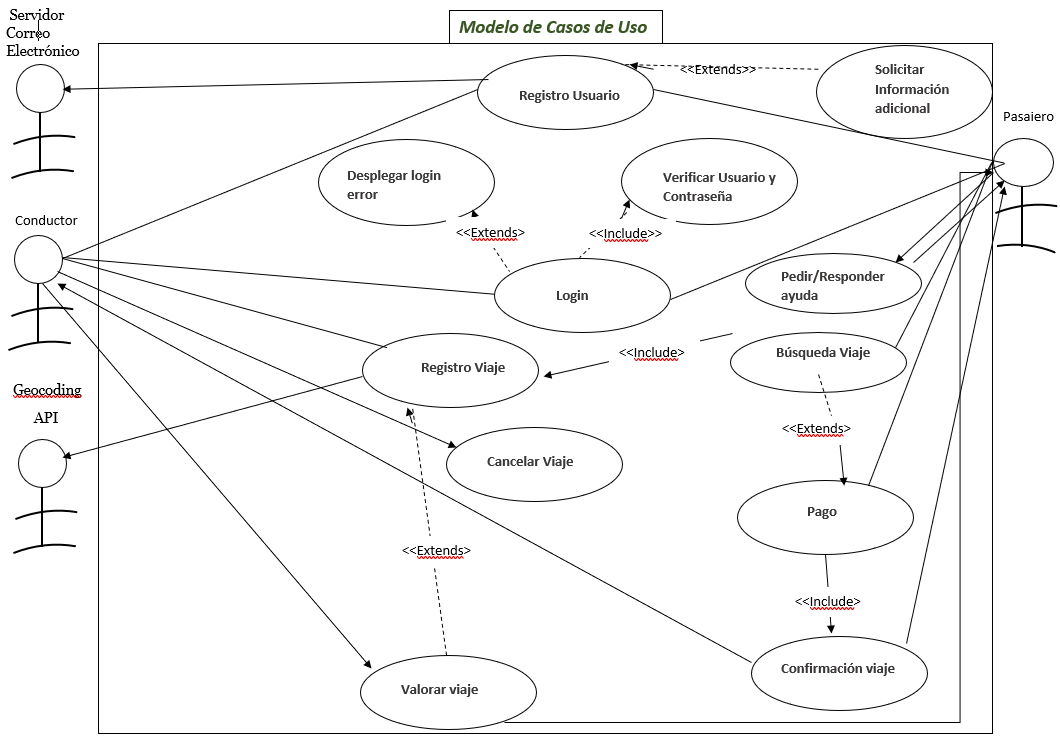 Servidor
Correo
Electrónico
Modelo de Casos de Uso
Registro Usuario
<<Extends>>
Solicitar
Información
adicional
Pasaiero
Desplegar login
error
Verificar Usuario y
Contraseña
Conductor
<<Extends>
<<Include>>
Login
Pedir/Responder
ayuda
Registro Viaje
<<Include>
Búsqueda Viaje
Geocoding
API
<<Extends>
Cancelar Viaje
Pago
<<Extends>
<<Include>
Confirmación viaje
Valorar viaje